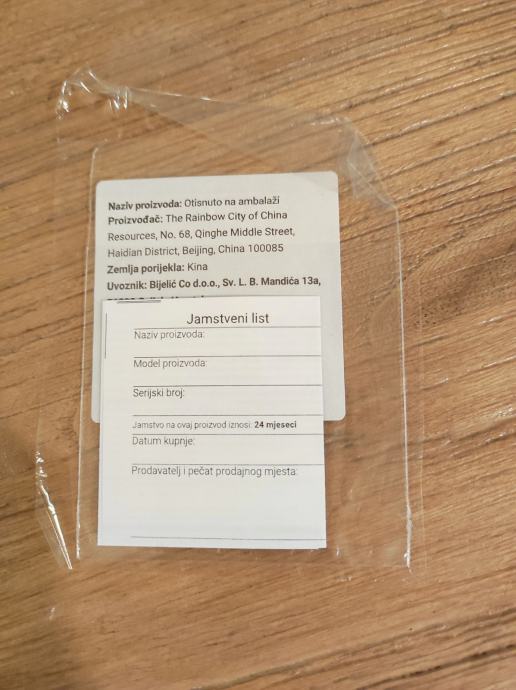 Naziv proizvoda: Otisnuto na ambalaži
Proizvođač: The Rainbow City of China
Resources, No. 68, Qinghe Middle Street,
Haidian District, Beijing, China 100085
Zemlja porijekla: Kina
Uvoznik: Bijelić Co d.o.o., Sv. L. B. Mandića 13a,
Jamstveni list
Naziv proizvoda:
Model proizvoda:
Serijski broj:
Jamstvo na ovaj proizvod iznosi: 24 mjeseci
Datum kupnje:
Prodavatelj i pečat prodajnog mjesta: